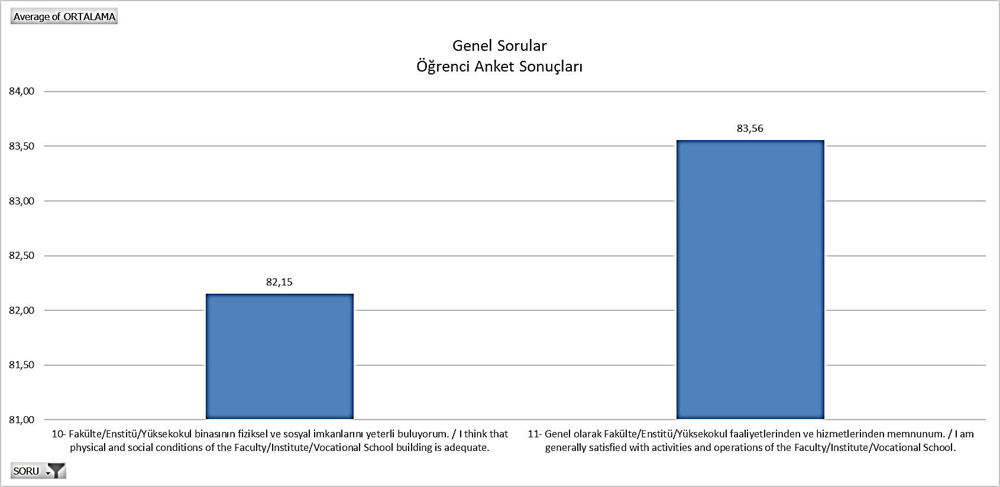 Average of ORTALAMA
Genel Sorular
Öğrenci Anket Sonuçları
84,00
83,50
83,00
82,50
82,00
81,50
81,00
83,56
82,15
10- Fakülte/Enstitü/Yüksekokul binasının fiziksel ve sosyal imkanlarını yeterli buluyorum. / I think that
physical and social conditions of the Faculty/Institute/Vocational School building is adequate.
11- Genel olarak Fakülte/Enstitü/Yüksekokul faaliyetlerinden ve hizmetlerinden memnunum. / I am
generally satisfied with activities and operations of the Faculty/Institute/Vocational School.
SORU